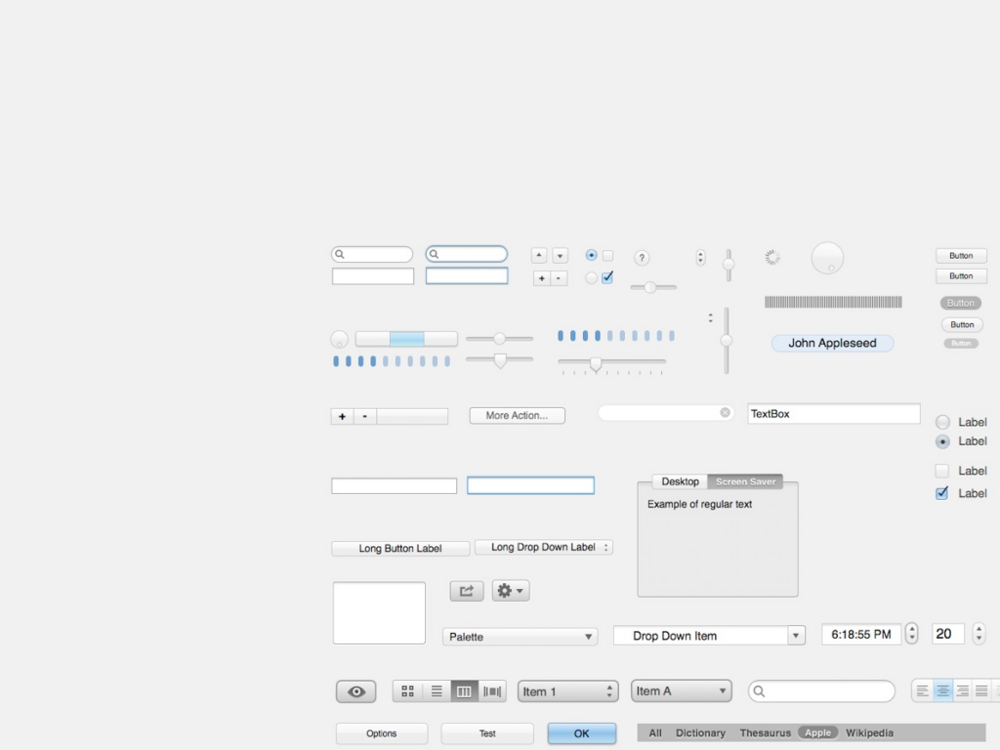 ?
Button
+ -
Button
Button
Button
John Appleseed
Button
+ -
More Action...
TextBox
Label
Label
Label
Desktop
Screen Saver
Label
Example of regular text
Long Button Label
Long Drop Down Label
Palette
Drop Down Item
6:18:55 PM
20
Item 1
Item A
Options
Test
OK
All Dictionary Thesaurus Apple Wikipedia